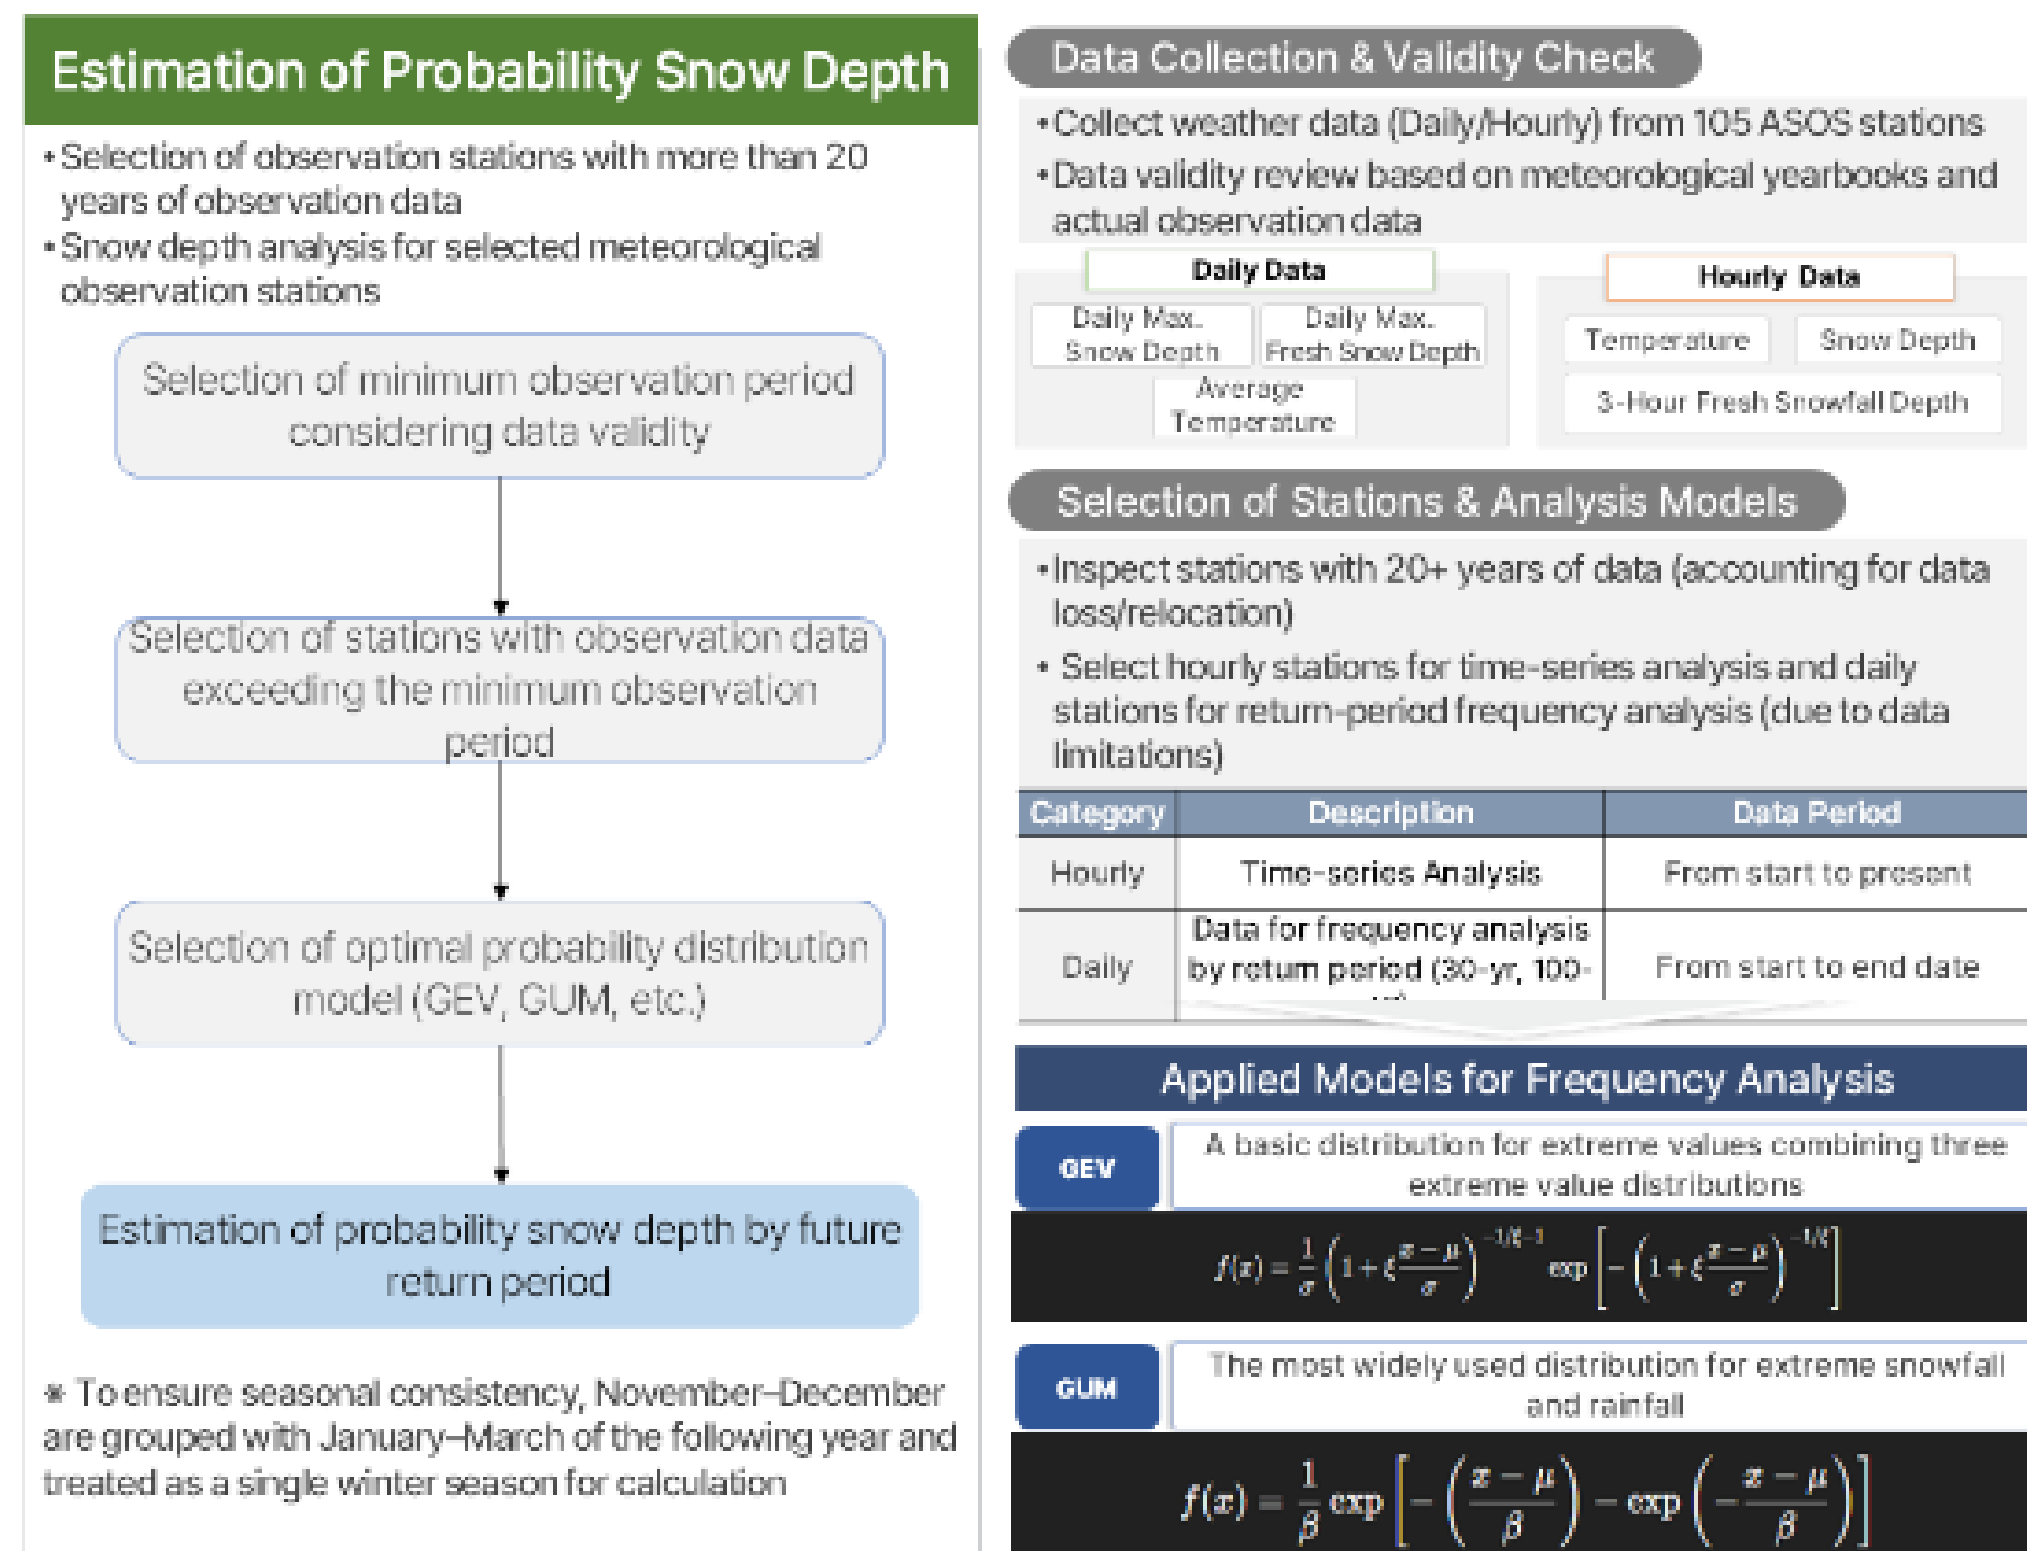 Estimation of Probability Snow Depth
•Selection of observation stations with more than 20
years of observation data
•Snow depth analysis for selected meteorological
observation stations
Selection of minimum observation period
considering data validity
Selection of stations with observation data
exceeding the minimum observation
period
Selection of optimal probability distribution
model (GEV, GUM, etc.)
Estimation of probability snow depth by future
return period
※ To ensure seasonal consistency, November–December
are grouped with January–March of the following year and
treated as a single winter season for calculation
Data Collection & Validity Check
•Collect weather data (Daily/Hourly) from 105 ASOS stations
•Data validity review based on meteorological yearbooks and
actual observation data
Daily Data
Daily Max.
Snow Depth
Daily Max.
Fresh Snow Depth
Average
Temperature
Hourly Data
Temperature
Snow Depth
3-Hour Fresh Snowfall Depth
Selection of Stations & Analysis Models
•Inspect stations with 20+ years of data (accounting for data
loss/relocation)
• Select hourly stations for time-series analysis and daily
stations for return-period frequency analysis (due to data
limitations)
Category Description Data Period
Hourly Time-series Analysis From start to present
Daily Data for frequency analysis
by return period (30-yr, 100-
From start to end date
Applied Models for Frequency Analysis
GEV
A basic distribution for extreme values combining three
extreme value distributions
f(x) = 1/σ (1 + ξ (x − μ)/σ)^(−1/ξ−1) exp [−(1 + ξ (x − μ)/σ)^(−1/ξ)]
GUM
The most widely used distribution for extreme snowfall
and rainfall
f(x) = 1/β exp [−((x − μ)/β) − exp (−(x − μ)/β)]